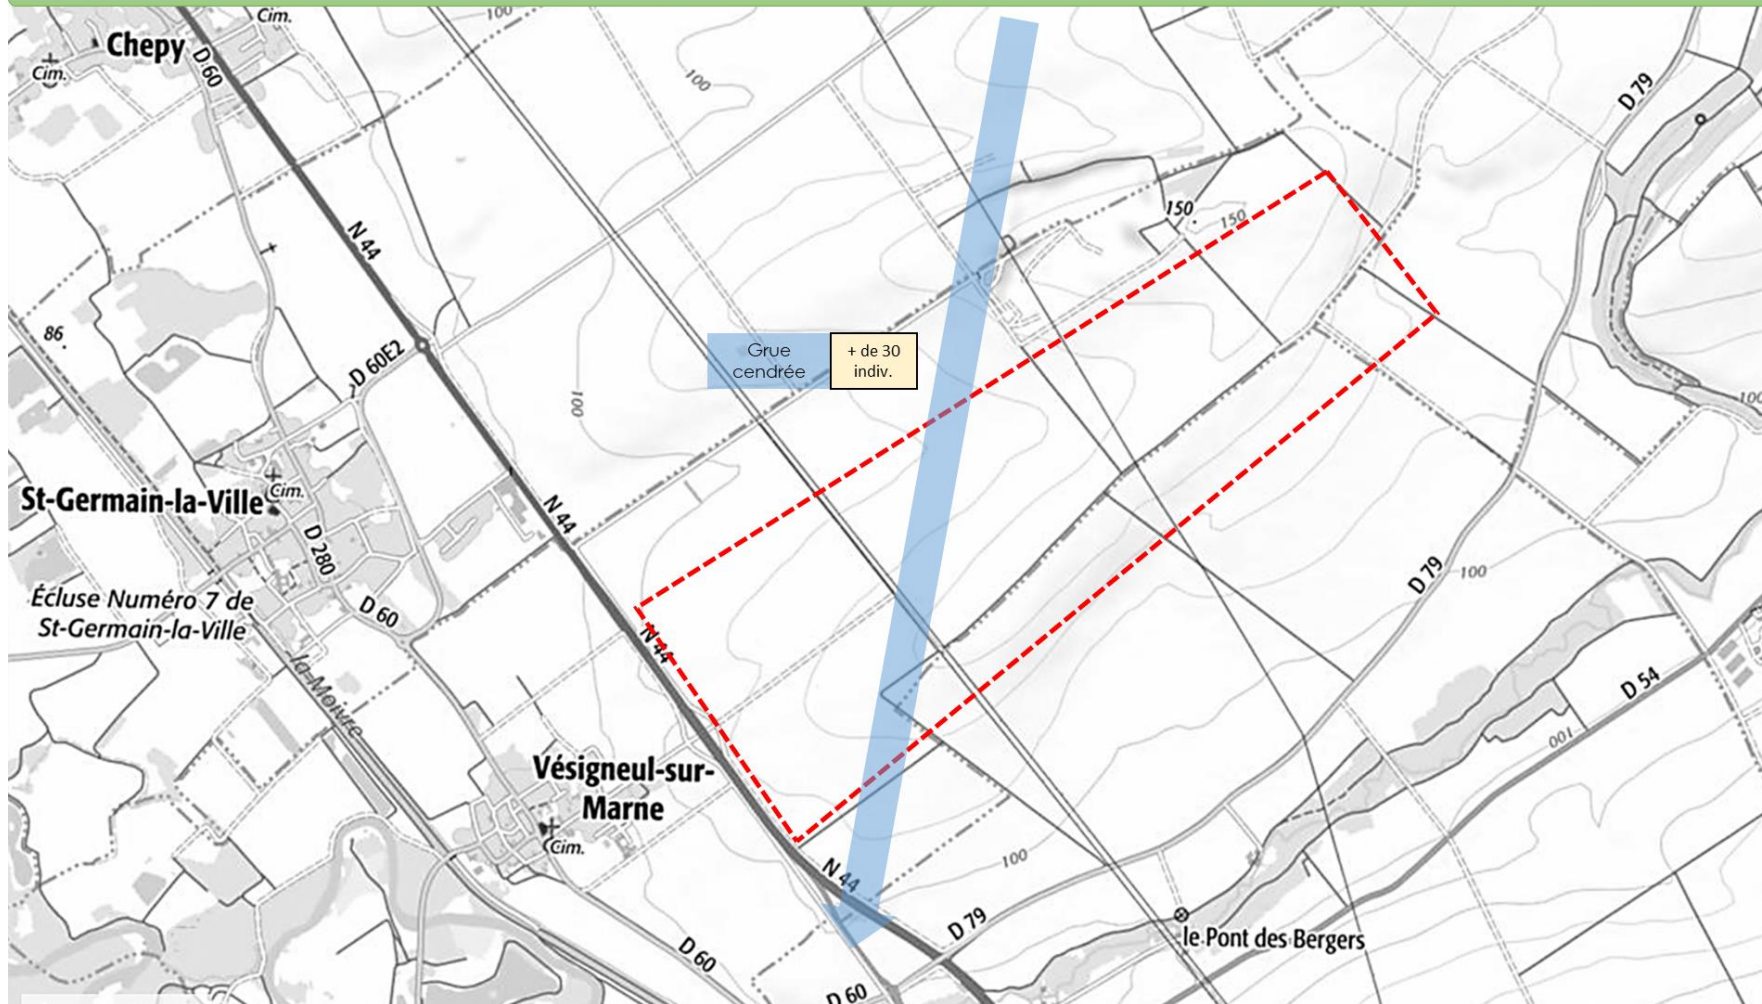 Cim.
100
Chepy
D 60
Cim.
100
D 79
N 44
150
150
86
Grue
cendrée
+ de 30
indiv.
D 60E2
100
100
St-Germain-la-Ville
Cim.
N 44
D 280
D 79
100
Écluse Numéro 7 de
St-Germain-la-Ville
D 60
N 44
la Moivre
D 54
100
Vésigneul-sur-
Marne
Cim.
100
N 44
D 79
le Pont des Bergers
D 60
D 60